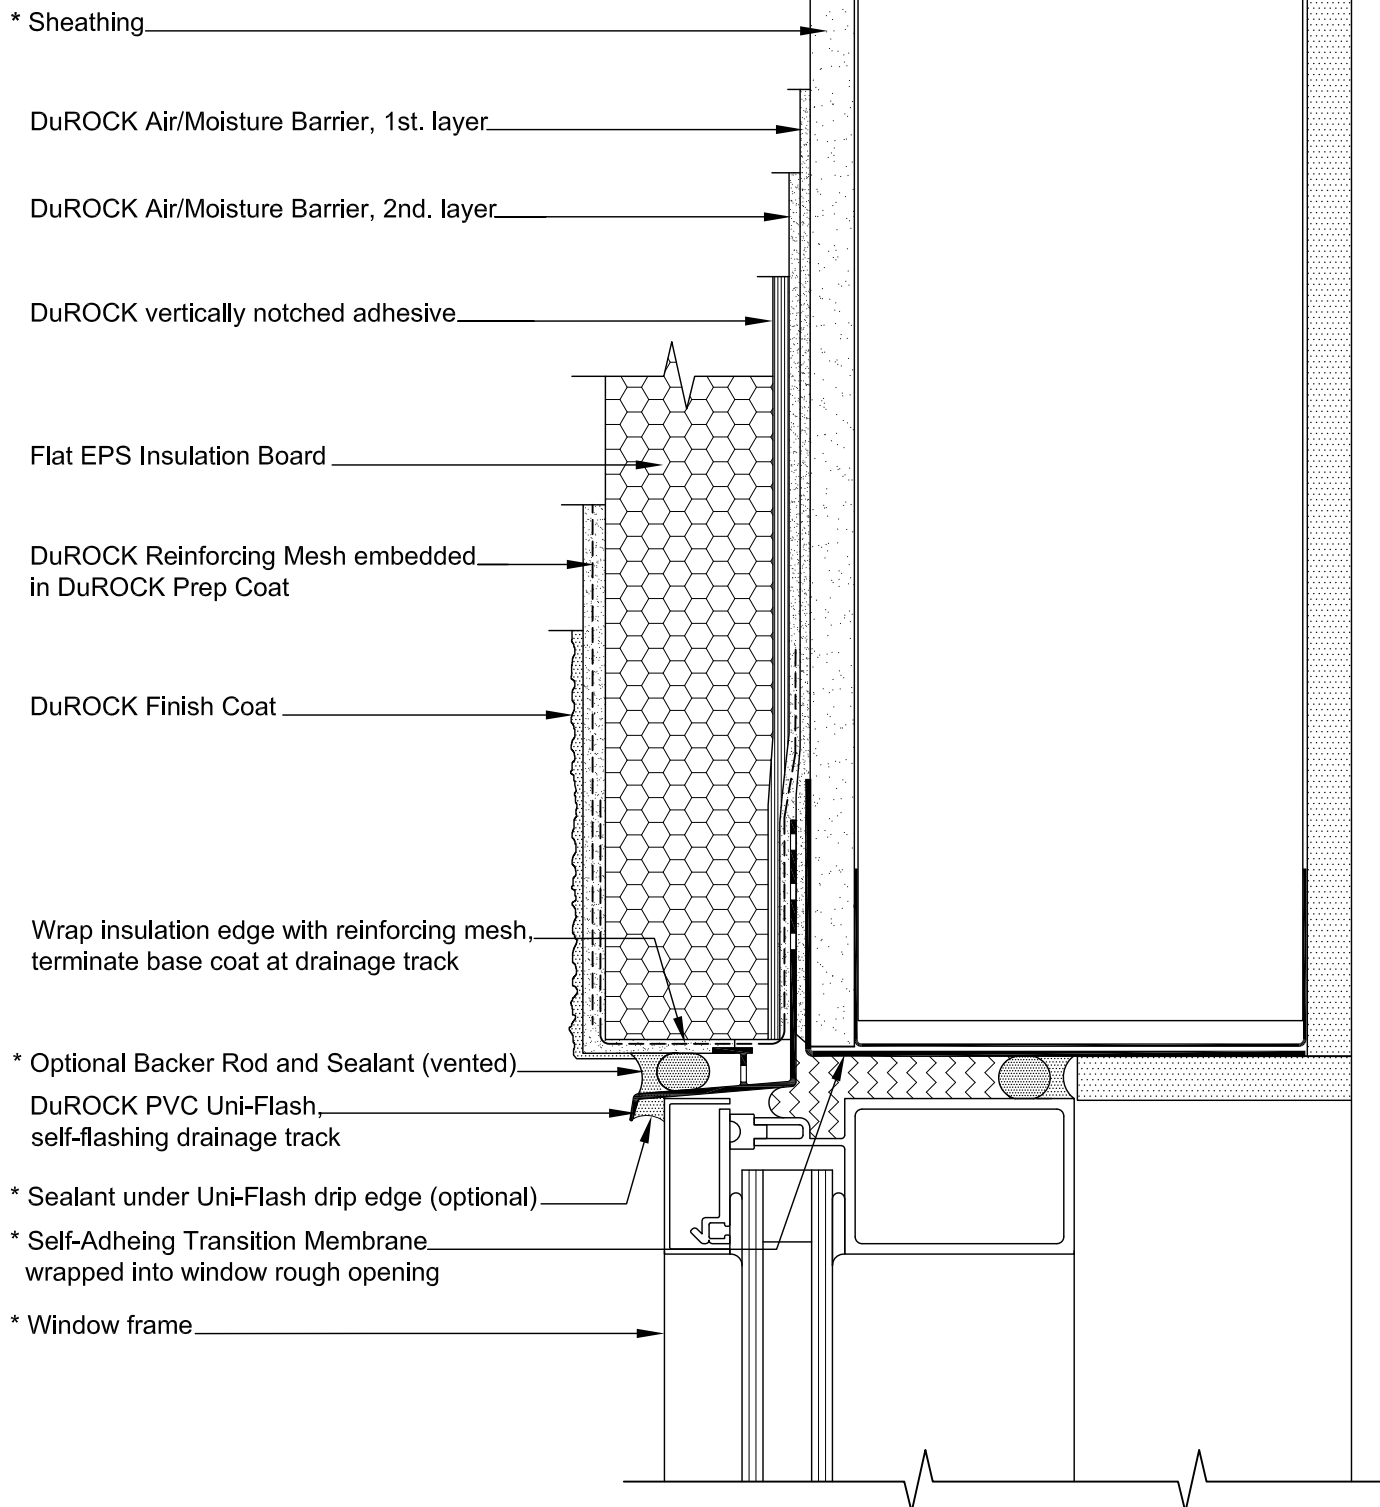 * Sheathing
DuROCK Air/Moisture Barrier, 1st. layer
DuROCK Air/Moisture Barrier, 2nd. layer
DuROCK vertically notched adhesive
Flat EPS Insulation Board
DuROCK Reinforcing Mesh embedded
in DuROCK Prep Coat
DuROCK Finish Coat
Wrap insulation edge with reinforcing mesh,
terminate base coat at drainage track
* Optional Backer Rod and Sealant (vented)
DuROCK PVC Uni-Flash,
self-flashing drainage track
* Sealant under Uni-Flash drip edge (optional)
* Self-Adheing Transition Membrane
wrapped into window rough opening
* Window frame